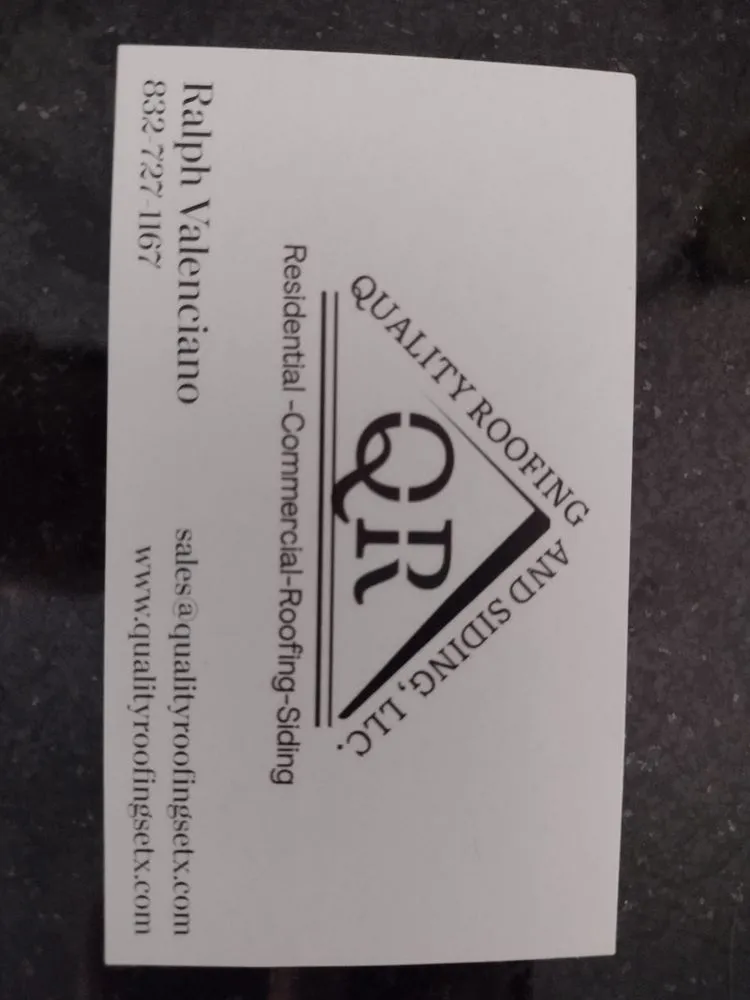 QUALITY ROOFING AND SIDING, LLC.
QR
Residential -Commercial-Roofing-Siding
Ralph Valenciano
832-727-1167
sales@qualityroofingsetx.com
www.qualityroofingsetx.com